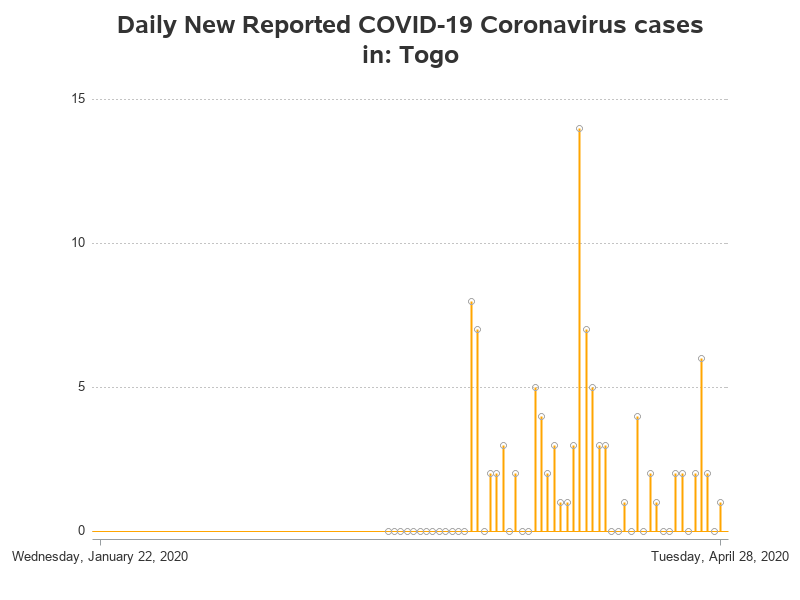 Daily New Reported COVID-19 Coronavirus cases
in: Togo
15
10
5
0
Wednesday, January 22, 2020
Tuesday, April 28, 2020